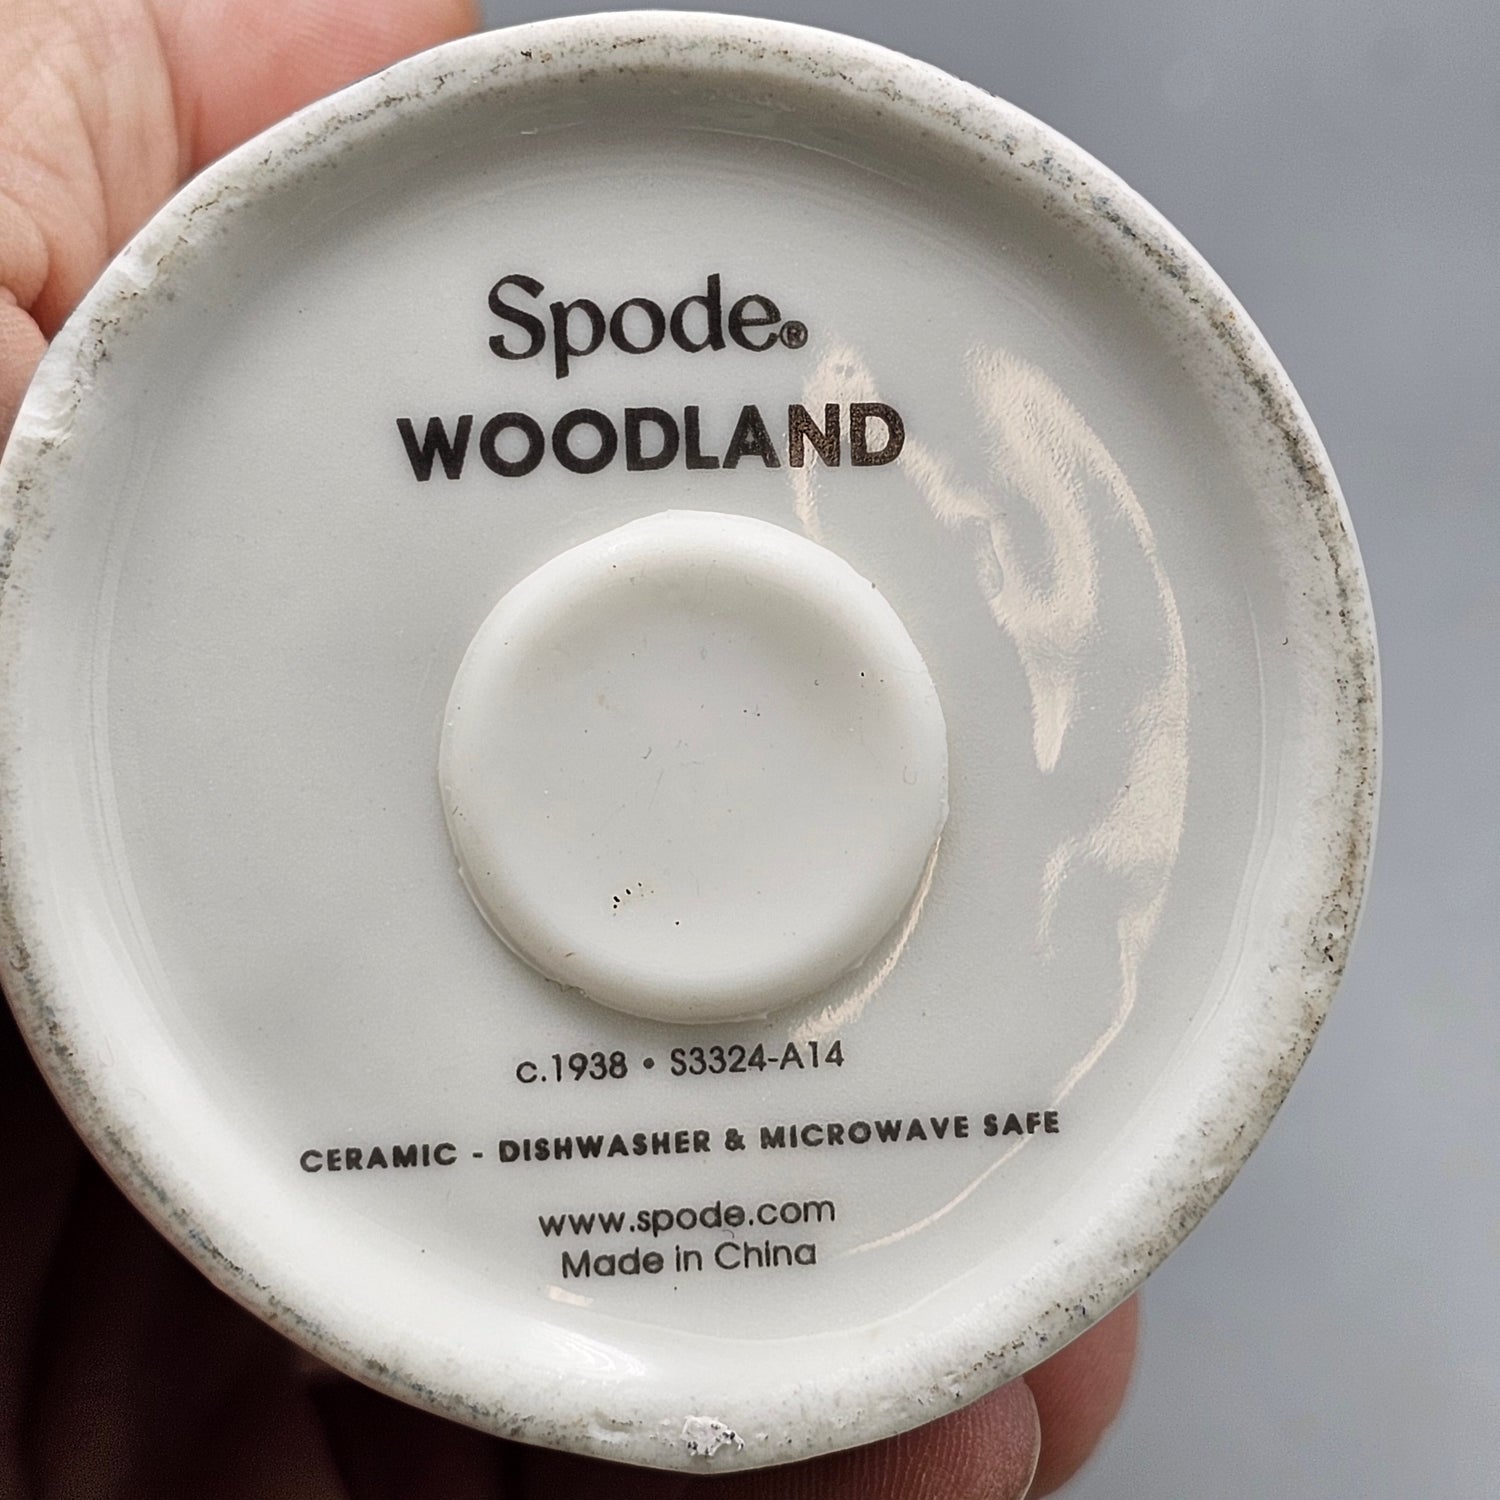 Spode®
WOODLAND
c.1938 • S3324-A14
CERAMIC - DISHWASHER & MICROWAVE SAFE
www.spode.com
Made in China